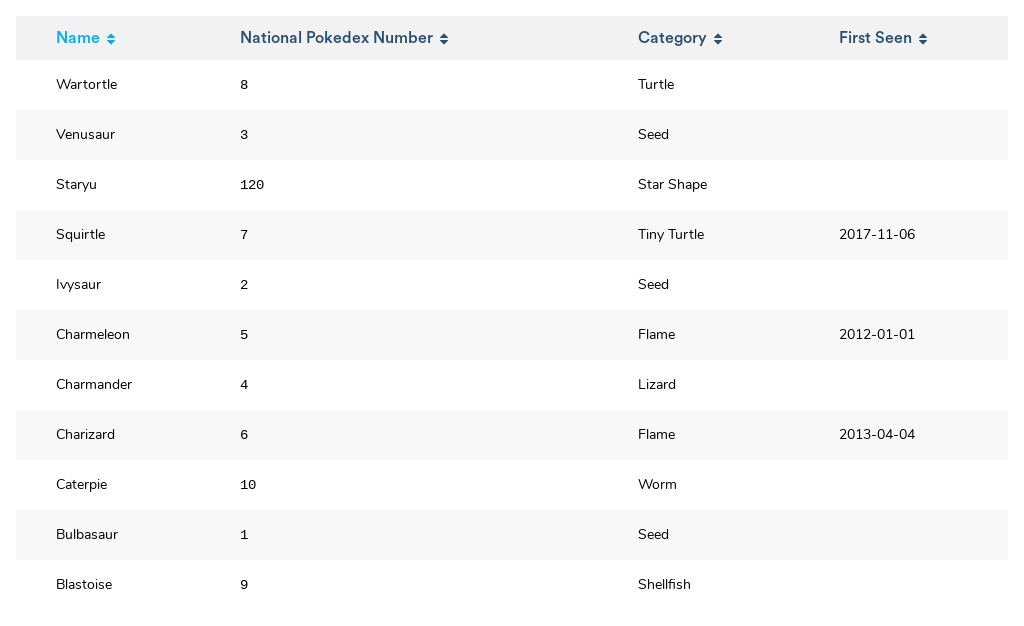 Name National Pokedex Number Category First Seen
Wartortle 8 Turtle
Venusaur 3 Seed
Staryu 120 Star Shape
Squirtle 7 Tiny Turtle 2017-11-06
Ivysaur 2 Seed
Charmeleon 5 Flame 2012-01-01
Charmander 4 Lizard
Charizard 6 Flame 2013-04-04
Caterpie 10 Worm
Bulbasaur 1 Seed
Blastoise 9 Shellfish